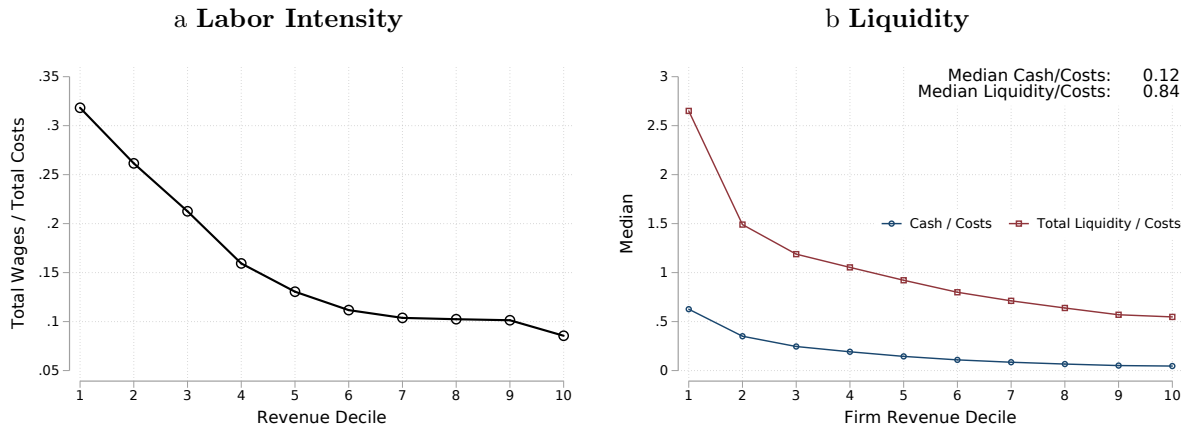 a Labor Intensity
.35
.3
.25
.2
.15
.1
.05
Total Wages / Total Costs
1 2 3 4 5 6 7 8 9 10
Revenue Decile
b Liquidity
Median Cash/Costs: 0.12
Median Liquidity/Costs: 0.84
3
2.5
2
1.5
1
.5
0
Median
Cash / Costs Total Liquidity / Costs
1 2 3 4 5 6 7 8 9 10
Firm Revenue Decile